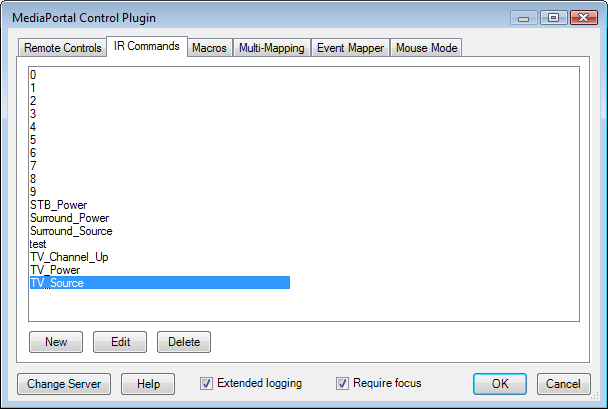 MediaPortal Control Plugin
Remote Controls IR Commands Macros Multi-Mapping Event Mapper Mouse Mode
0
1
2
3
4
5
6
7
8
9
STB_Power
Surround_Power
Surround_Source
test
TV_Channel_Up
TV_Power
TV_Source
New Edit Delete
Change Server Help Extended logging Require focus OK Cancel